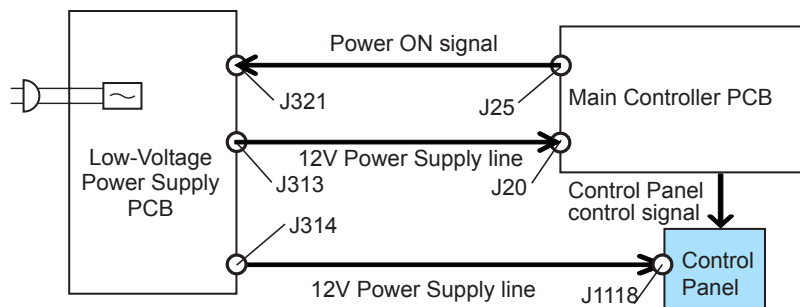 Power ON signal
J321
J25
Main Controller PCB
Low-Voltage
Power Supply
PCB
12V Power Supply line
J313
J20
Control Panel
control signal
J314
Control
Panel
12V Power Supply line
J1118